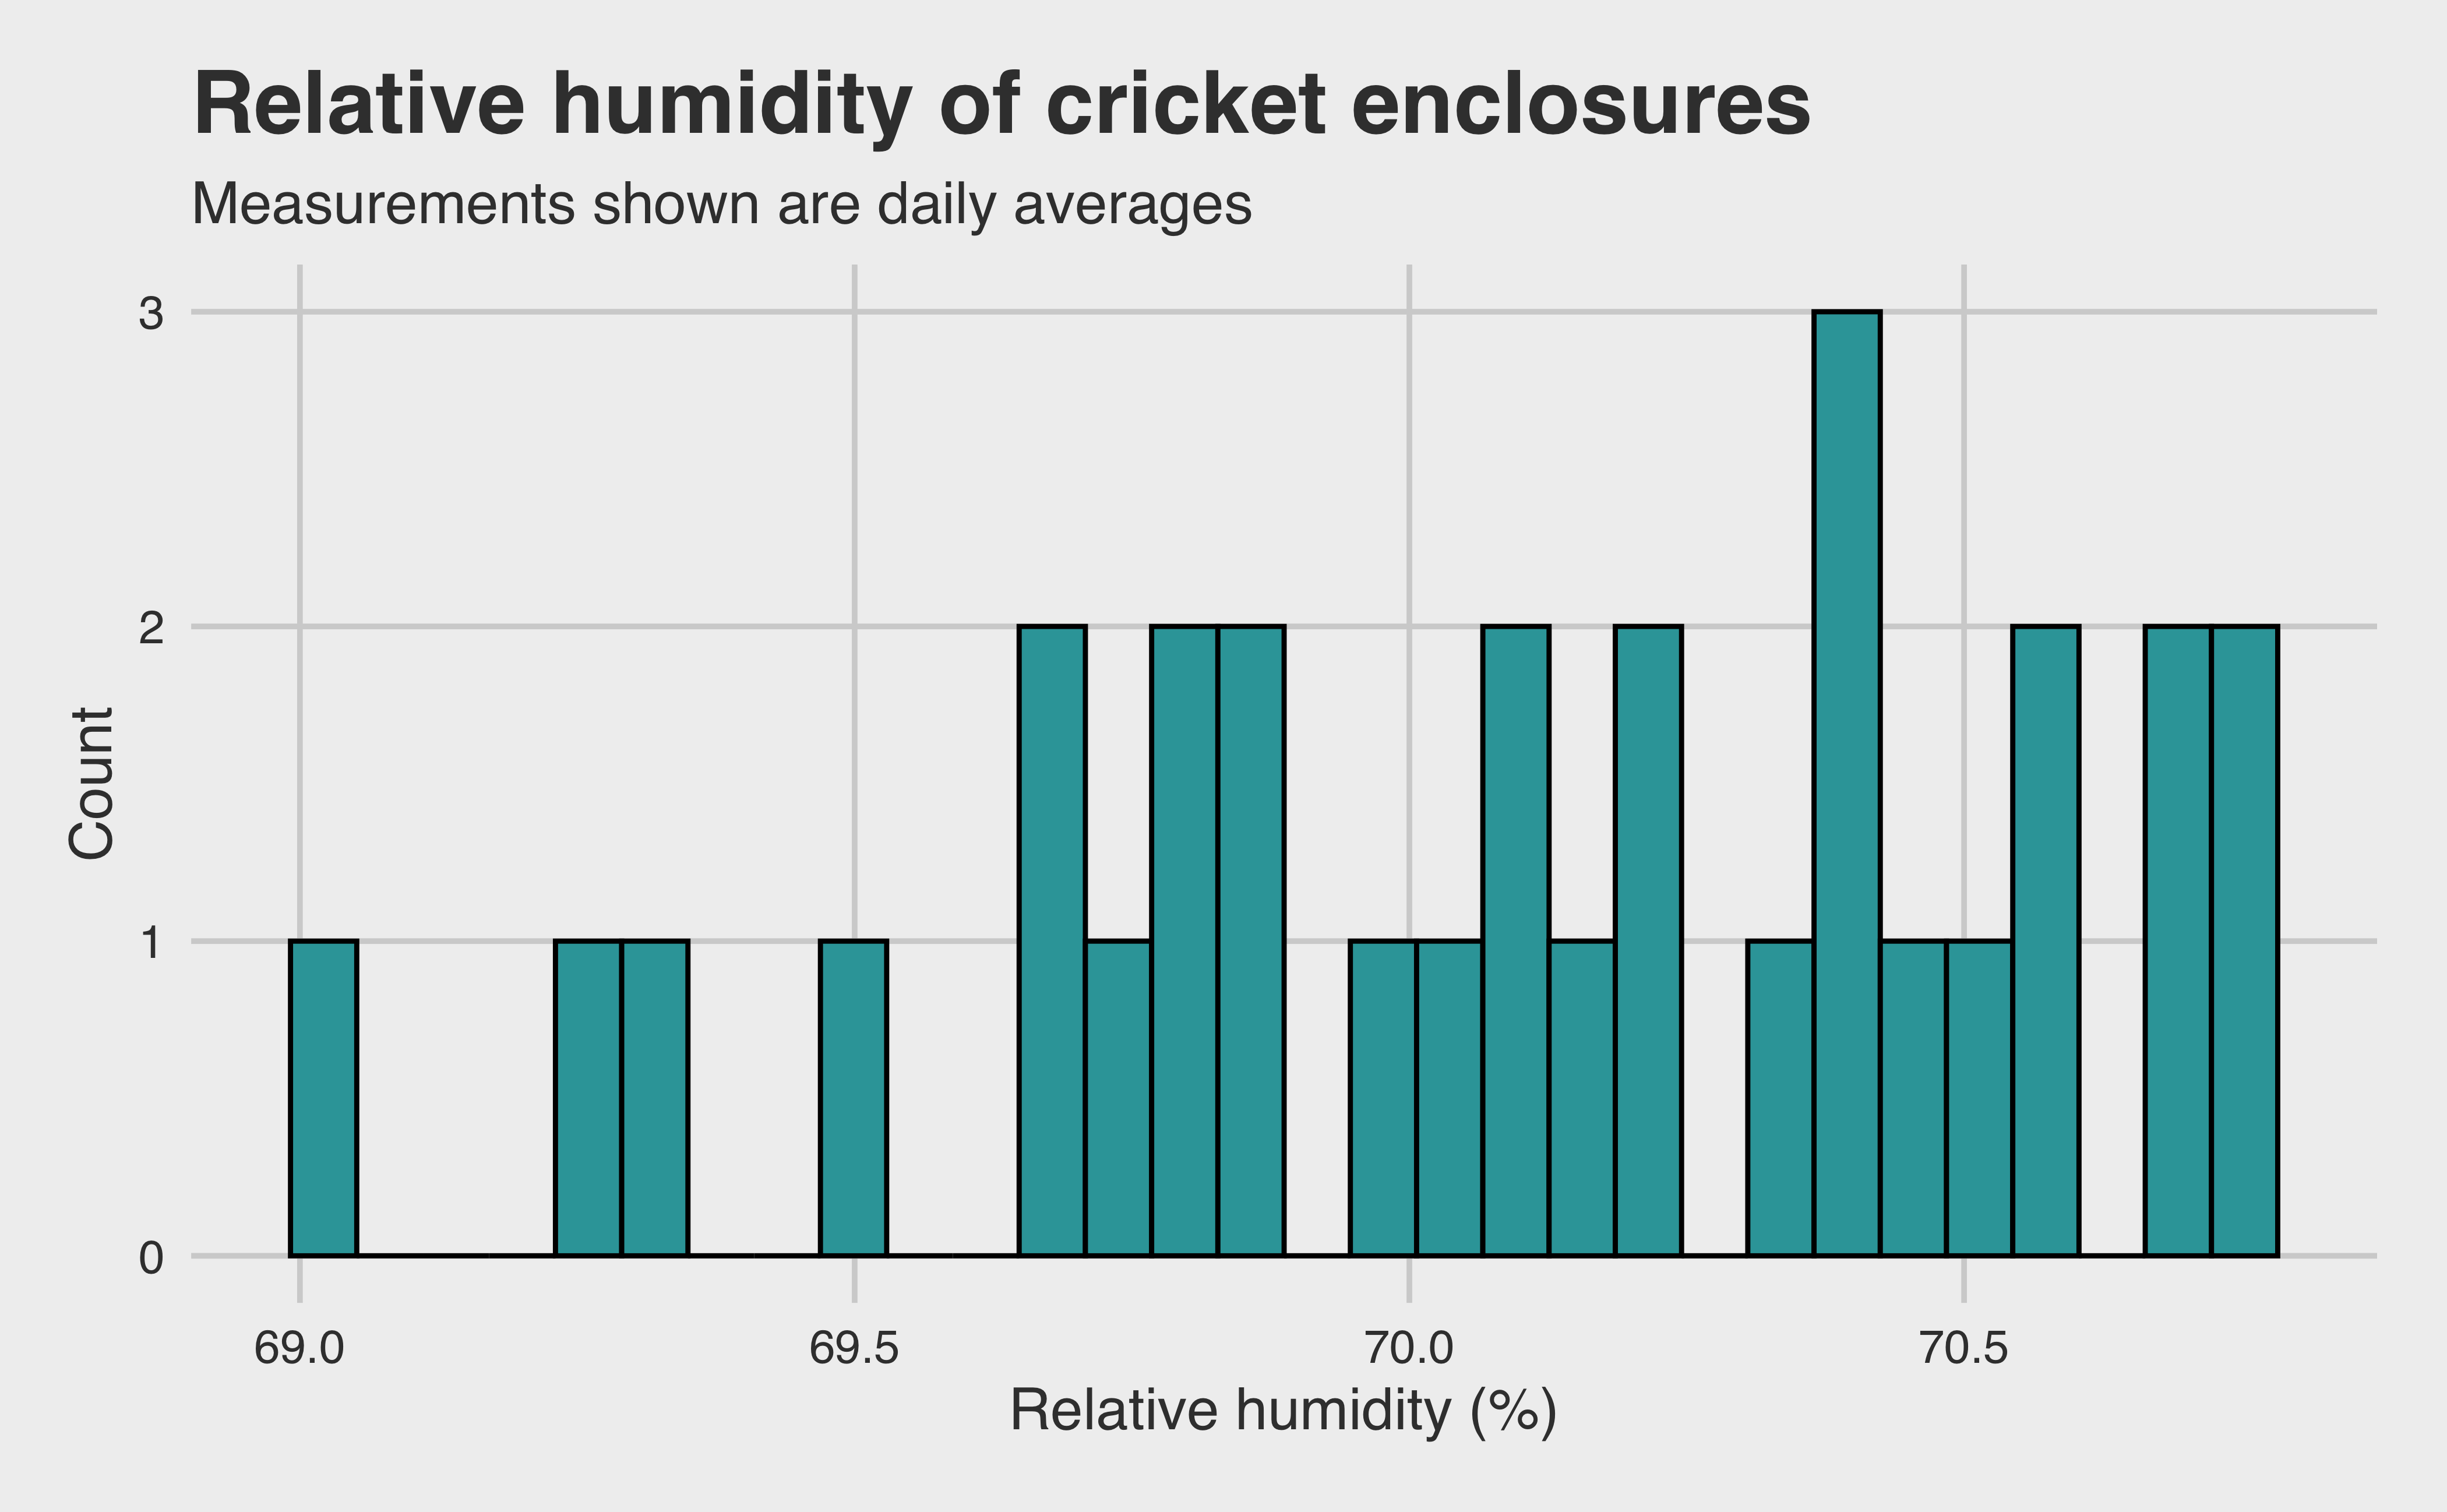 Relative humidity of cricket enclosures
Measurements shown are daily averages
3
2
1
0
Count
69.0 69.5 70.0 70.5
Relative humidity (%)